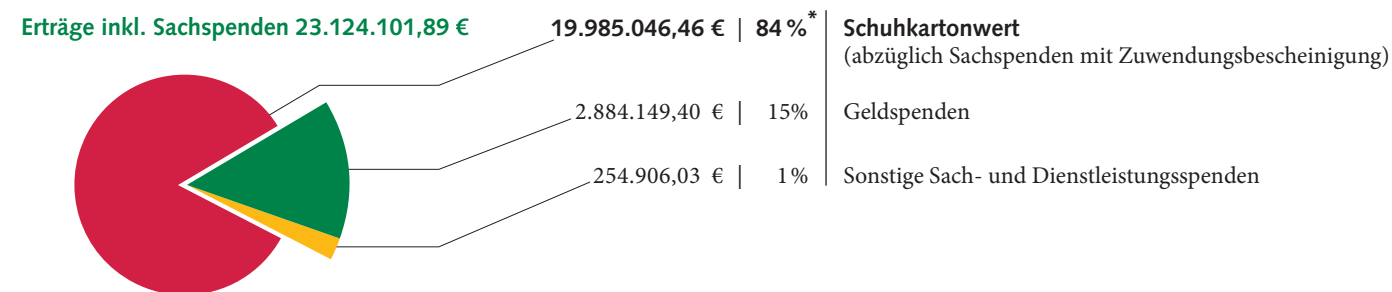 Erträge inkl. Sachspenden 23.124.101,89 €
19.985.046,46 € | 84 %* Schuhkartonwert
(abzüglich Sachspenden mit Zuwendungsbescheinigung)
2.884.149,40 € | 15% Geldspenden
254.906,03 € | 1% Sonstige Sach- und Dienstleistungsspenden